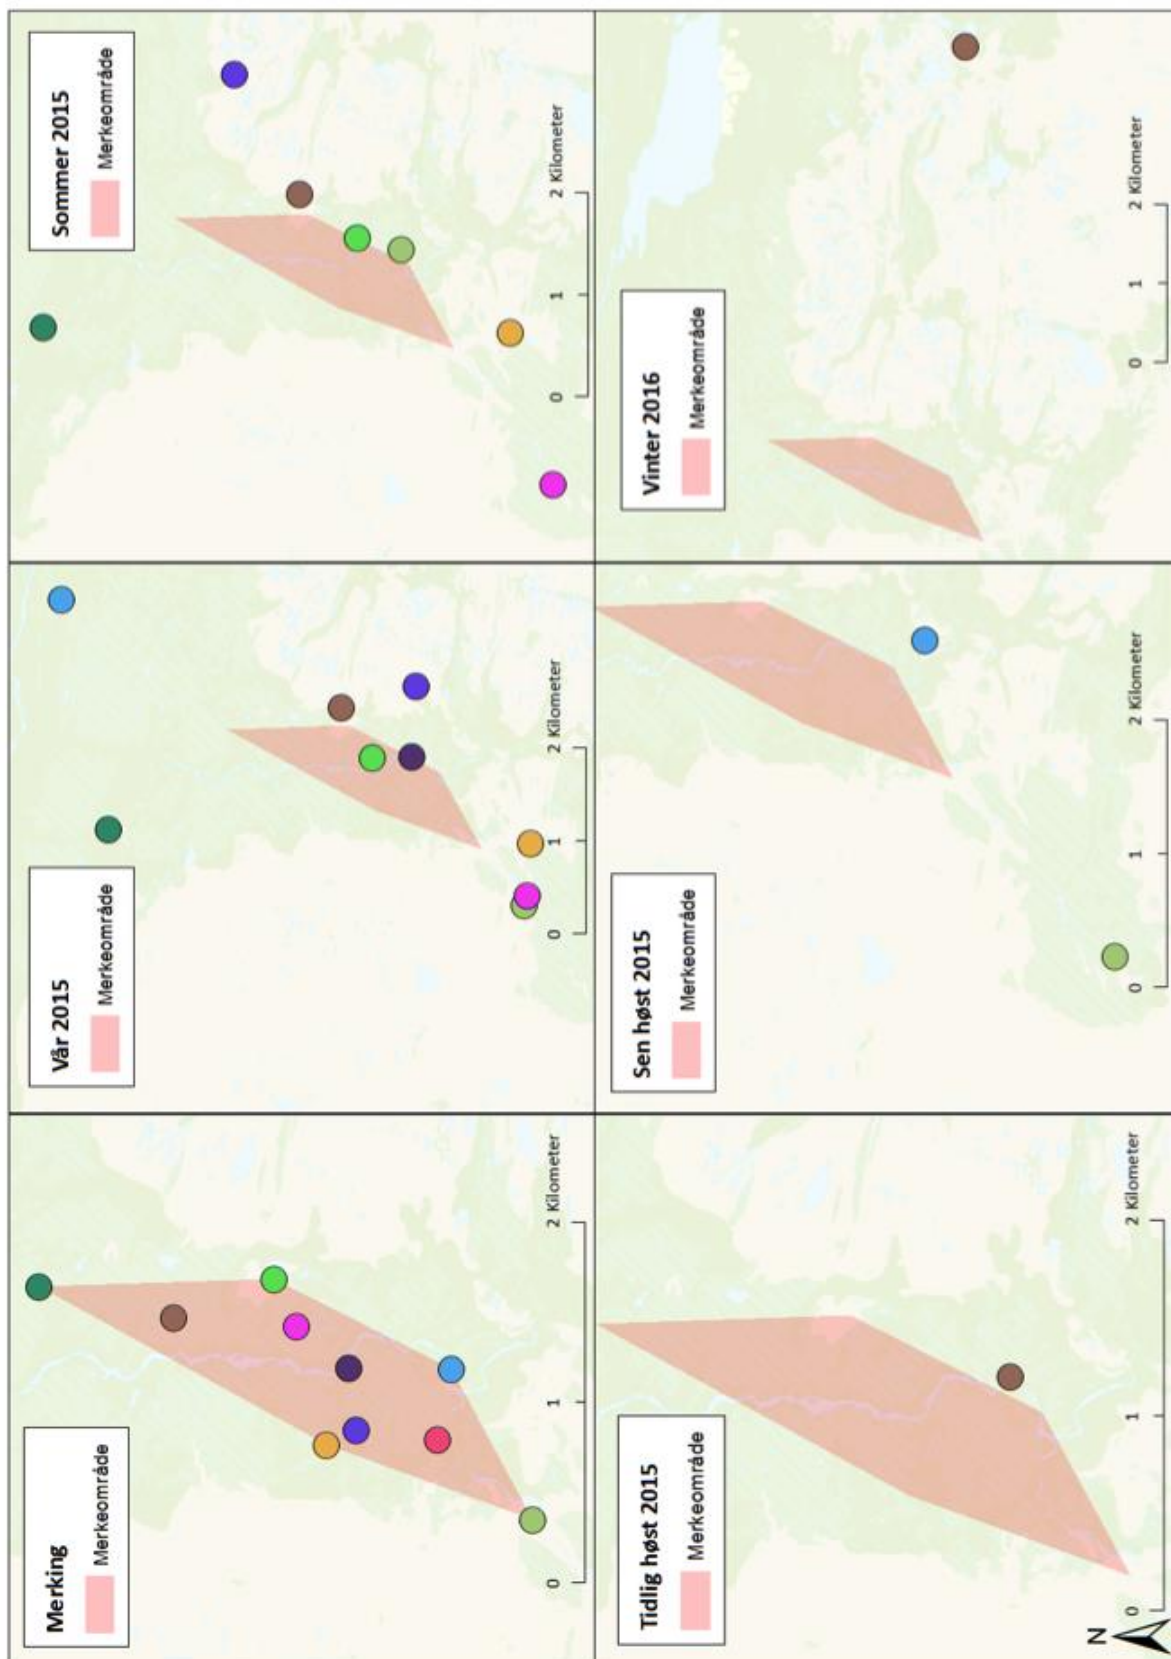 Merking
Merkeområde
0 1 2 Kilometer
Vår 2015
Merkeområde
0 1 2 Kilometer
Sommer 2015
Merkeområde
0 1 2 Kilometer
Tidlig høst 2015
Merkeområde
0 1 2 Kilometer
N
Sen høst 2015
Merkeområde
0 1 2 Kilometer
Vinter 2016
Merkeområde
0 1 2 Kilometer